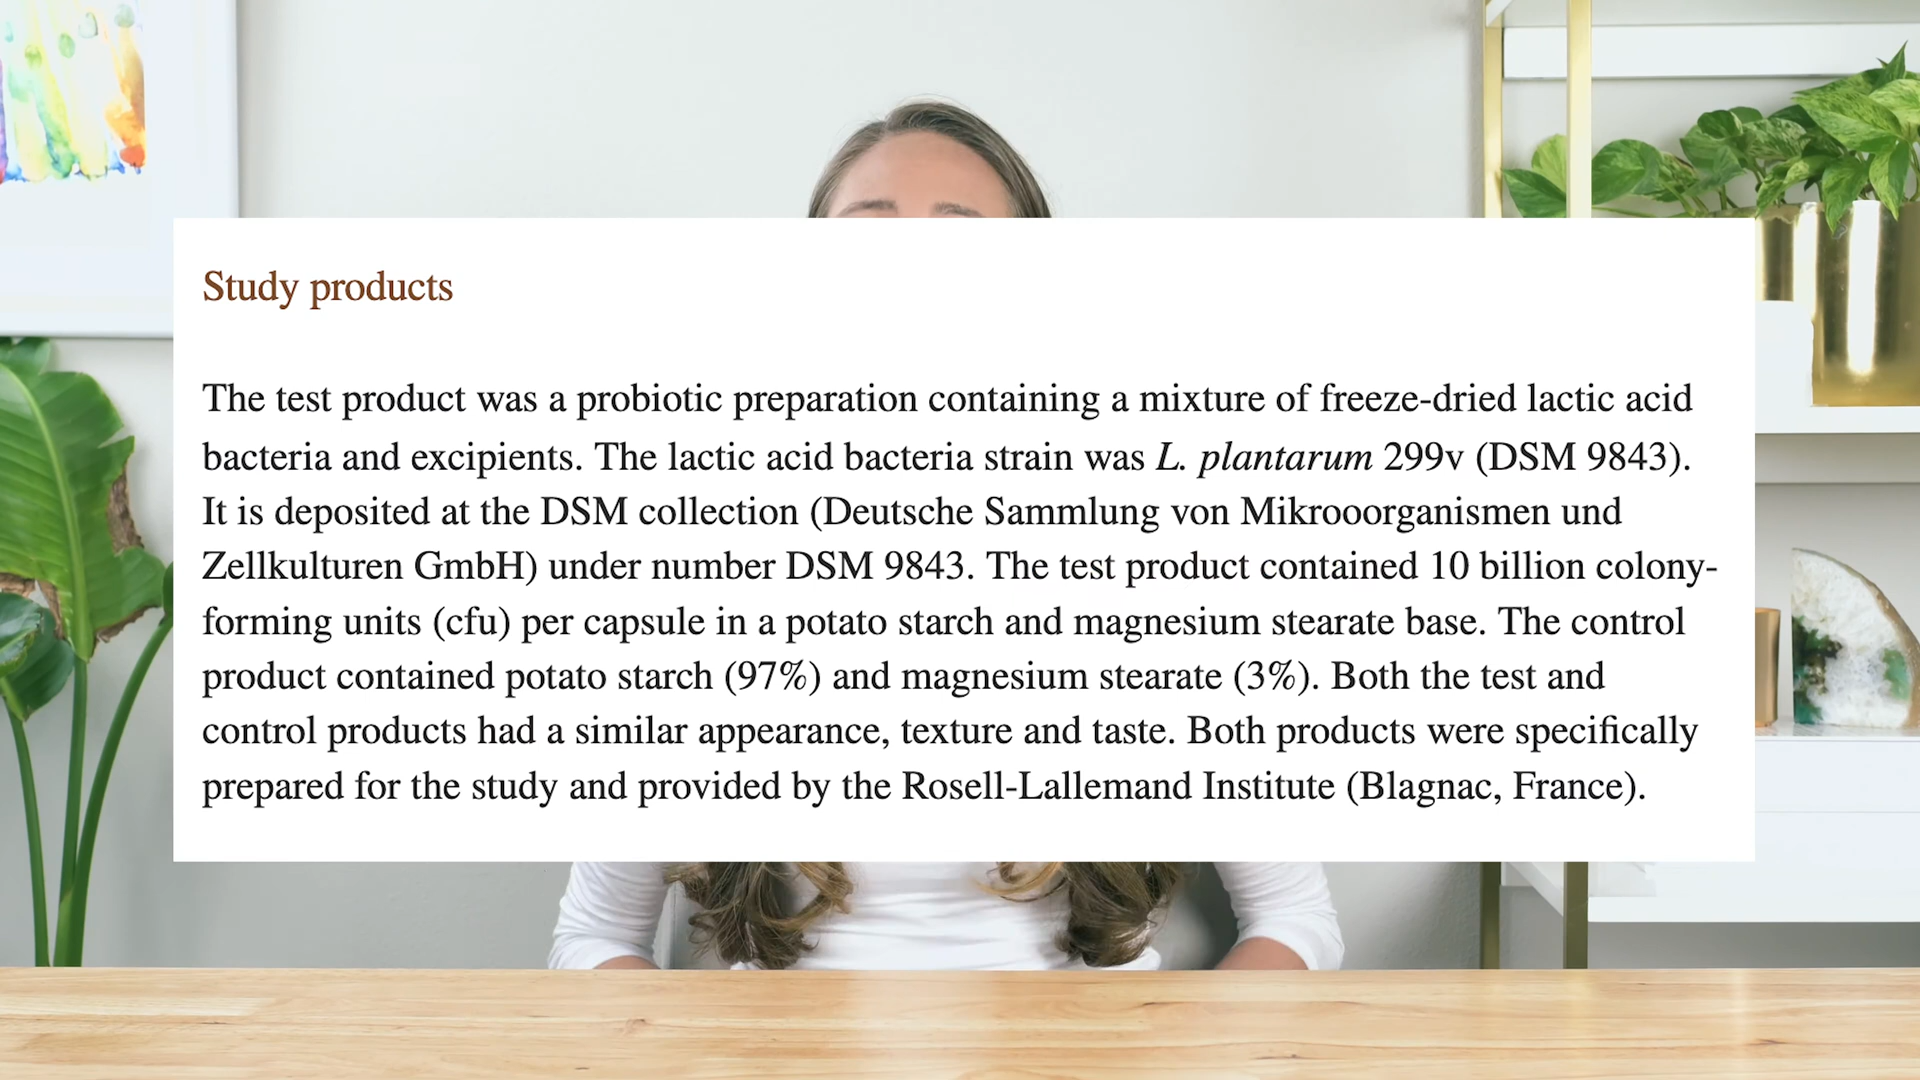 Study products
The test product was a probiotic preparation containing a mixture of freeze-dried lactic acid
bacteria and excipients. The lactic acid bacteria strain was L. plantarum 299v (DSM 9843).
It is deposited at the DSM collection (Deutsche Sammlung von Mikrooorganismen und
Zellkulturen GmbH) under number DSM 9843. The test product contained 10 billion colony-
forming units (cfu) per capsule in a potato starch and magnesium stearate base. The control
product contained potato starch (97%) and magnesium stearate (3%). Both the test and
control products had a similar appearance, texture and taste. Both products were specifically
prepared for the study and provided by the Rosell-Lallemand Institute (Blagnac, France).